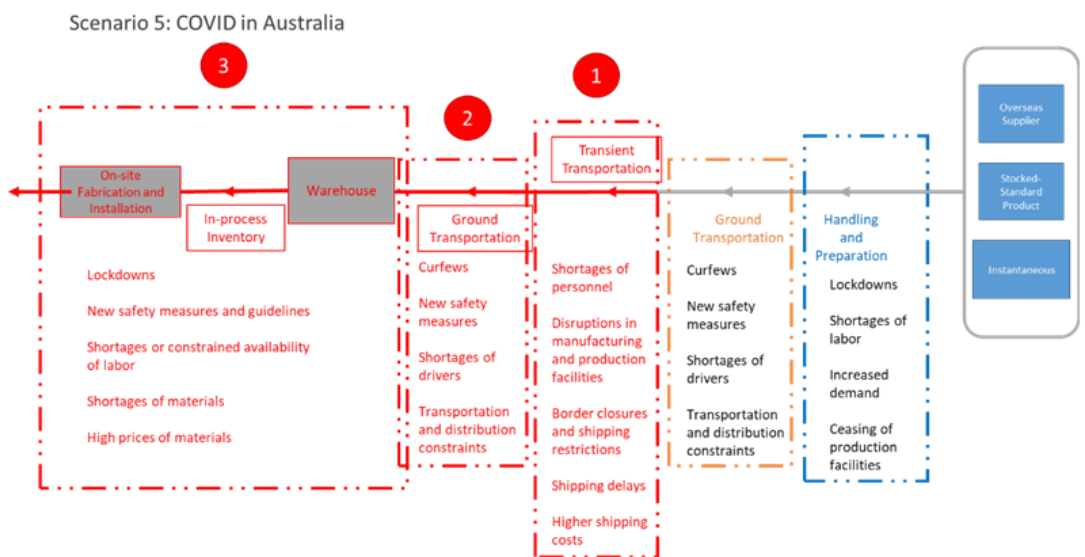 Scenario 5: COVID in Australia
3
2
1
On-site
Fabrication and
Installation
In-process
Inventory
Warehouse
Lockdowns
New safety measures and guidelines
Shortages or constrained availability
of labor
Shortages of materials
High prices of materials
Ground
Transportation
Curfews
New safety
measures
Shortages of
drivers
Transportation
and distribution
constraints
Transient
Transportation
Shortages of
personnel
Disruptions in
manufacturing
and production
facilities
Border closures
and shipping
restrictions
Shipping delays
Higher shipping
costs
Ground
Transportation
Curfews
New safety
measures
Shortages of
drivers
Transportation
and distribution
constraints
Handling
and
Preparation
Lockdowns
Shortages of
labor
Increased
demand
Ceasing of
production
facilities
Overseas
Supplier
Stocked-
Standard
Product
Instantaneous